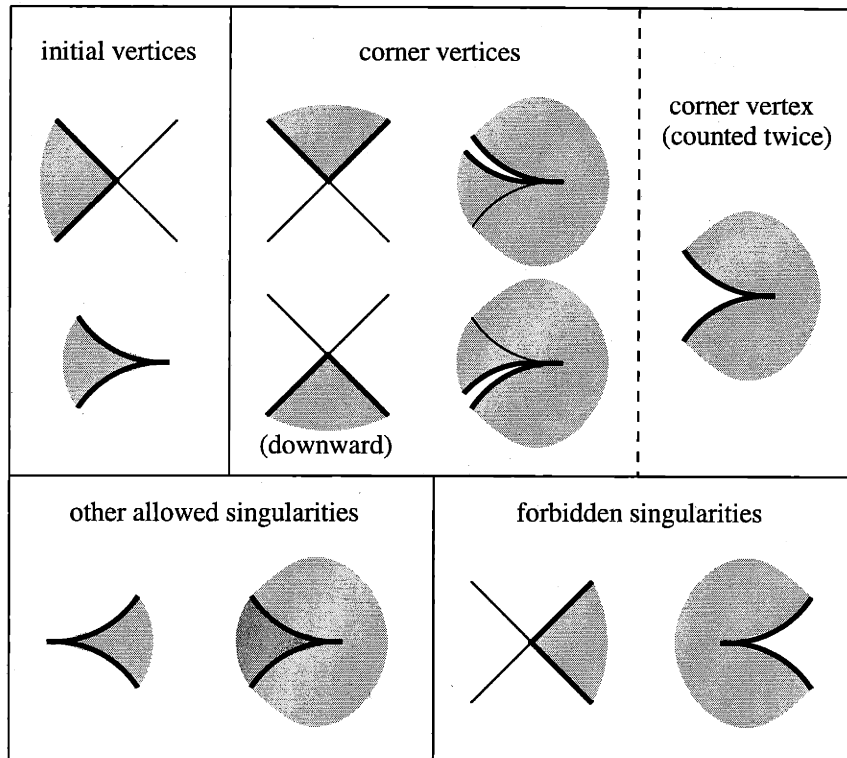 initial vertices
corner vertices
corner vertex
(counted twice)
(downward)
other allowed singularities
forbidden singularities